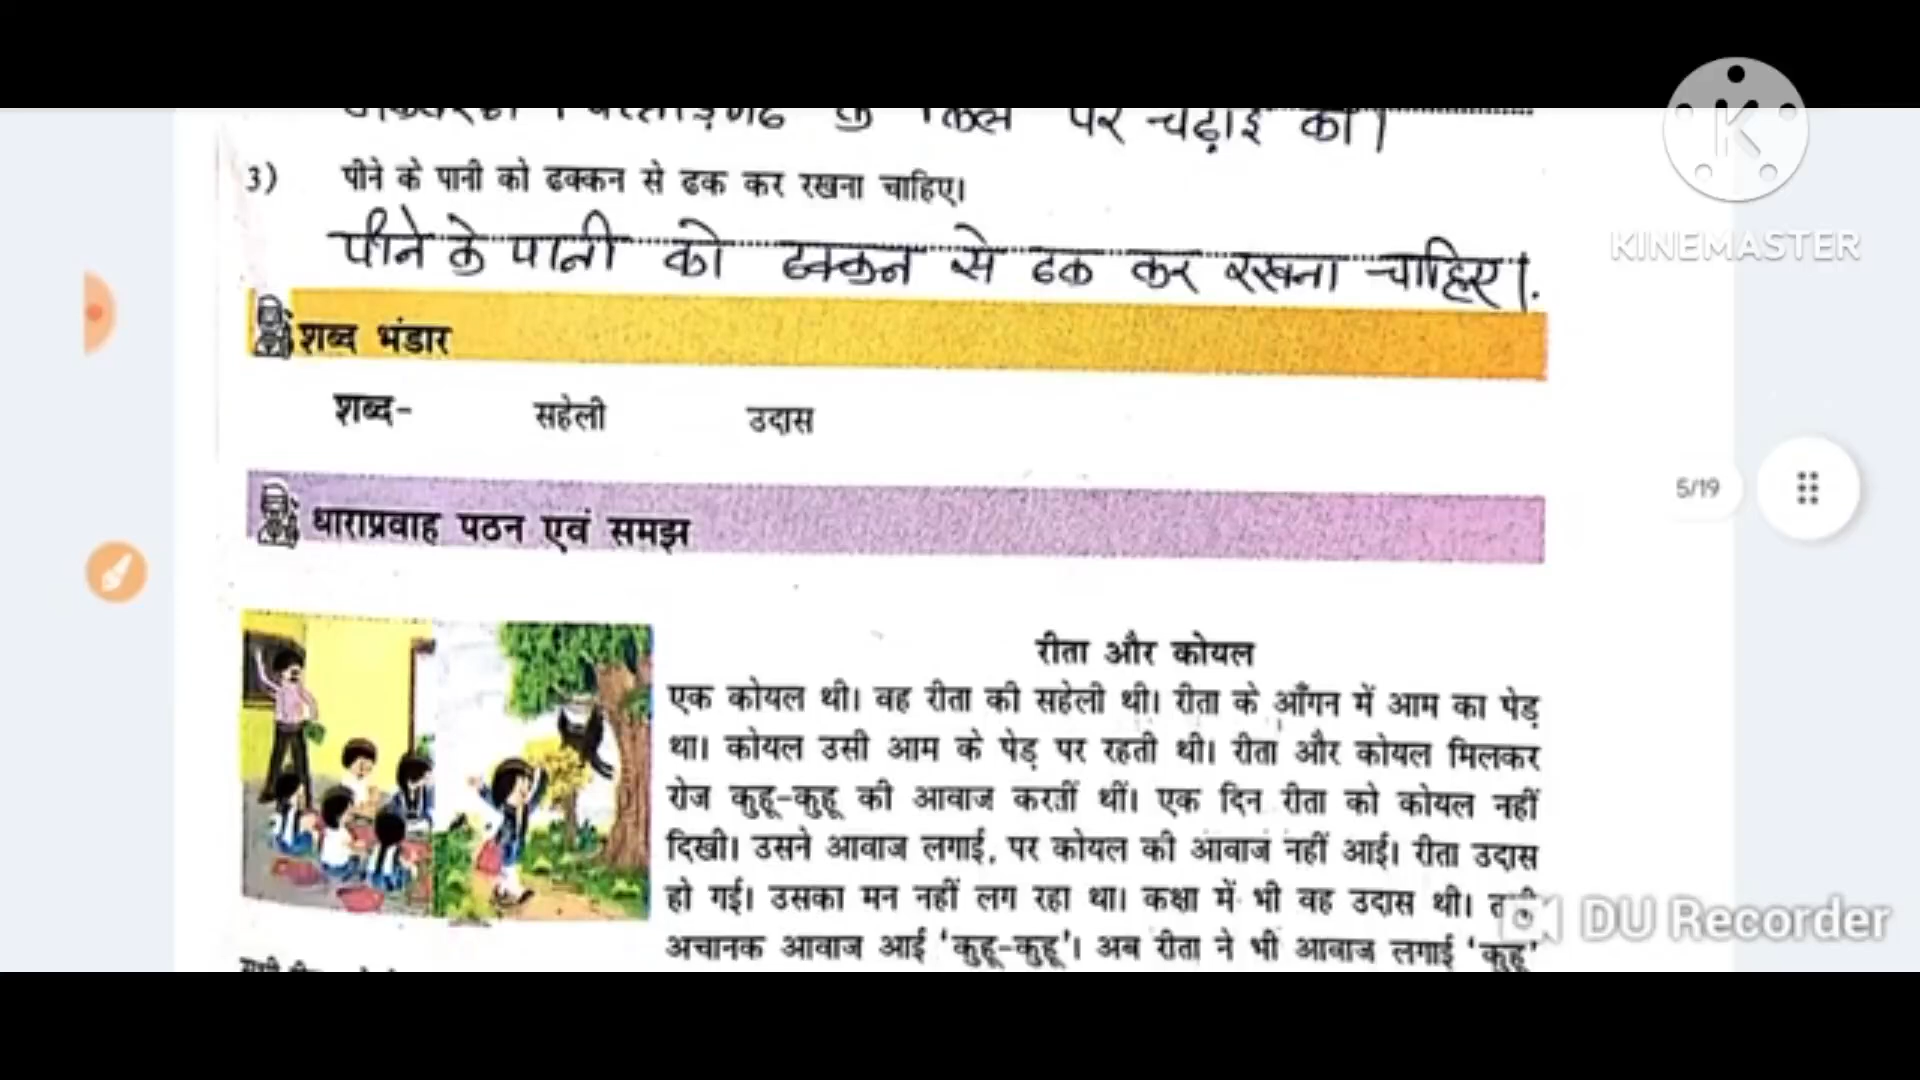 पर चढ़ाई की।
3) पीने के पानी को ढक्कन से ढक कर रखना चाहिए।
पीने के पानी को ढक्कन से ढक कर रखना चाहिए।
KINEMASTER
शब्द भंडार
शब्द- सहेली उदास
5/19
धाराप्रवाह पठन एवं समझ
रीता और कोयल
एक कोयल थी। वह रीता की सहेली थी। रीता के आँगन में आम का पेड़
था। कोयल उसी आम के पेड़ पर रहती थी। रीता और कोयल मिलकर
रोज कुहू-कुहू की आवाज करतीं थीं। एक दिन रीता को कोयल नहीं
दिखी। उसने आवाज लगाई, पर कोयल की आवाज नहीं आई। रीता उदास
हो गई। उसका मन नहीं लग रहा था। कक्षा में भी वह उदास थी।
DU Recorder
अचानक आवाज आई 'कुहू-कुहू'। अब रीता ने भी आवाज लगाई 'कुहू'